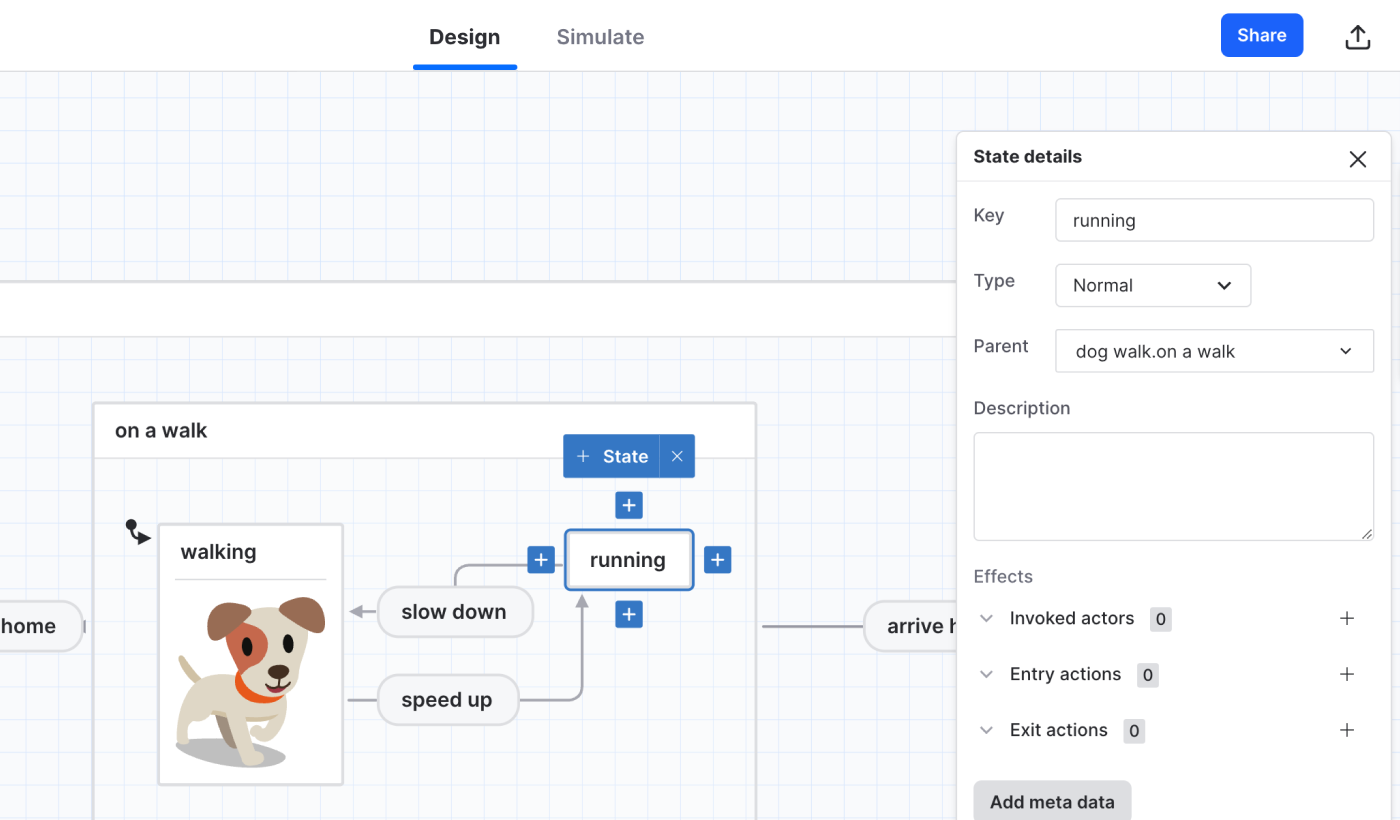 Design
Simulate
Share
State details
Key
running
Type
Normal
Parent
dog walk.on a walk
Description
Effects
Invoked actors 0
Entry actions 0
Exit actions 0
Add meta data
on a walk
State
walking
running
slow down
speed up
home
arrive